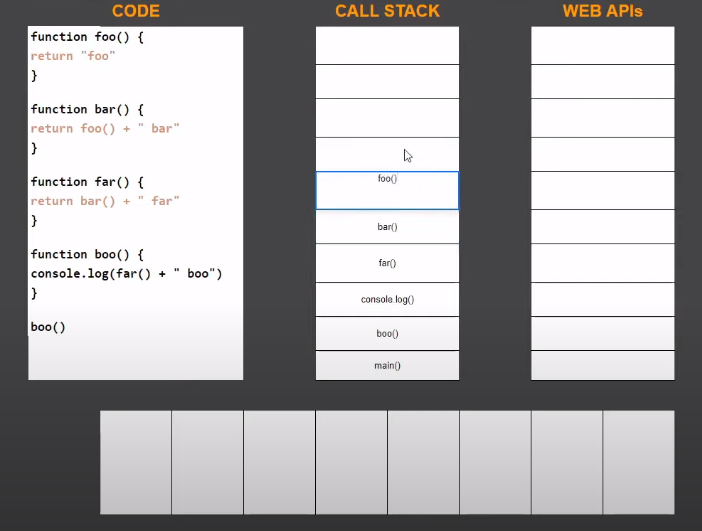 CODE
function foo() {
return "foo"
}
function bar() {
return foo() + " bar"
}
function far() {
return bar() + " far"
}
function boo() {
console.log(far() + " boo")
}
boo()
CALL STACK
foo()
bar()
far()
console.log()
boo()
main()
WEB APIs